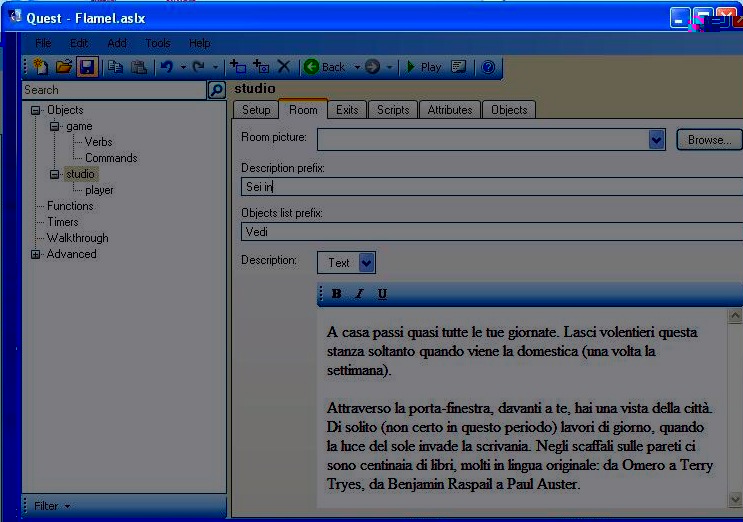 Quest - Flamel.aslx
File Edit Add Tools Help
Back Play
Search
studio
Objects
Setup Room Exits Scripts Attributes Objects
game
Verbs
Commands
studio
player
Functions
Timers
Walkthrough
Advanced
Room picture: Browse...
Description prefix:
Sei in
Objects list prefix:
Vedi
Description: Text
B I U
A casa passi quasi tutte le tue giornate. Lasci volentieri questa
stanza soltanto quando viene la domestica (una volta la
settimana).
Attraverso la porta-finestra, davanti a te, hai una vista della città.
Di solito (non certo in questo periodo) lavori di giorno, quando
la luce del sole invade la scrivania. Negli scaffali sulle pareti ci
sono centinaia di libri, molti in lingua originale: da Omero a Terry
Tryes, da Benjamin Raspail a Paul Auster.
Filter